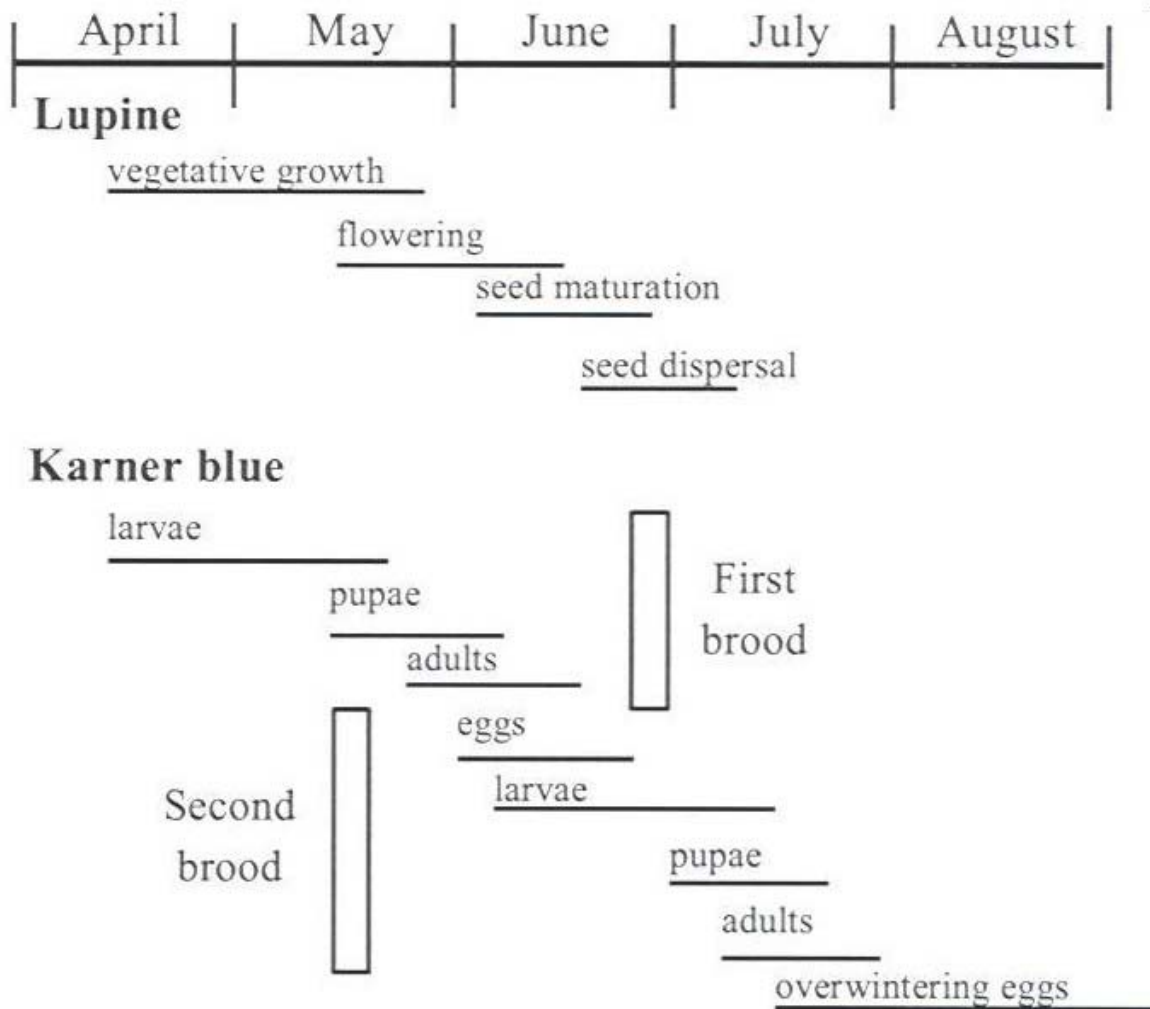 April May June July August
Lupine
vegetative growth
flowering
seed maturation
seed dispersal
Karner blue
larvae
pupae
adults
First
brood
eggs
larvae
Second
brood
pupae
adults
overwintering eggs